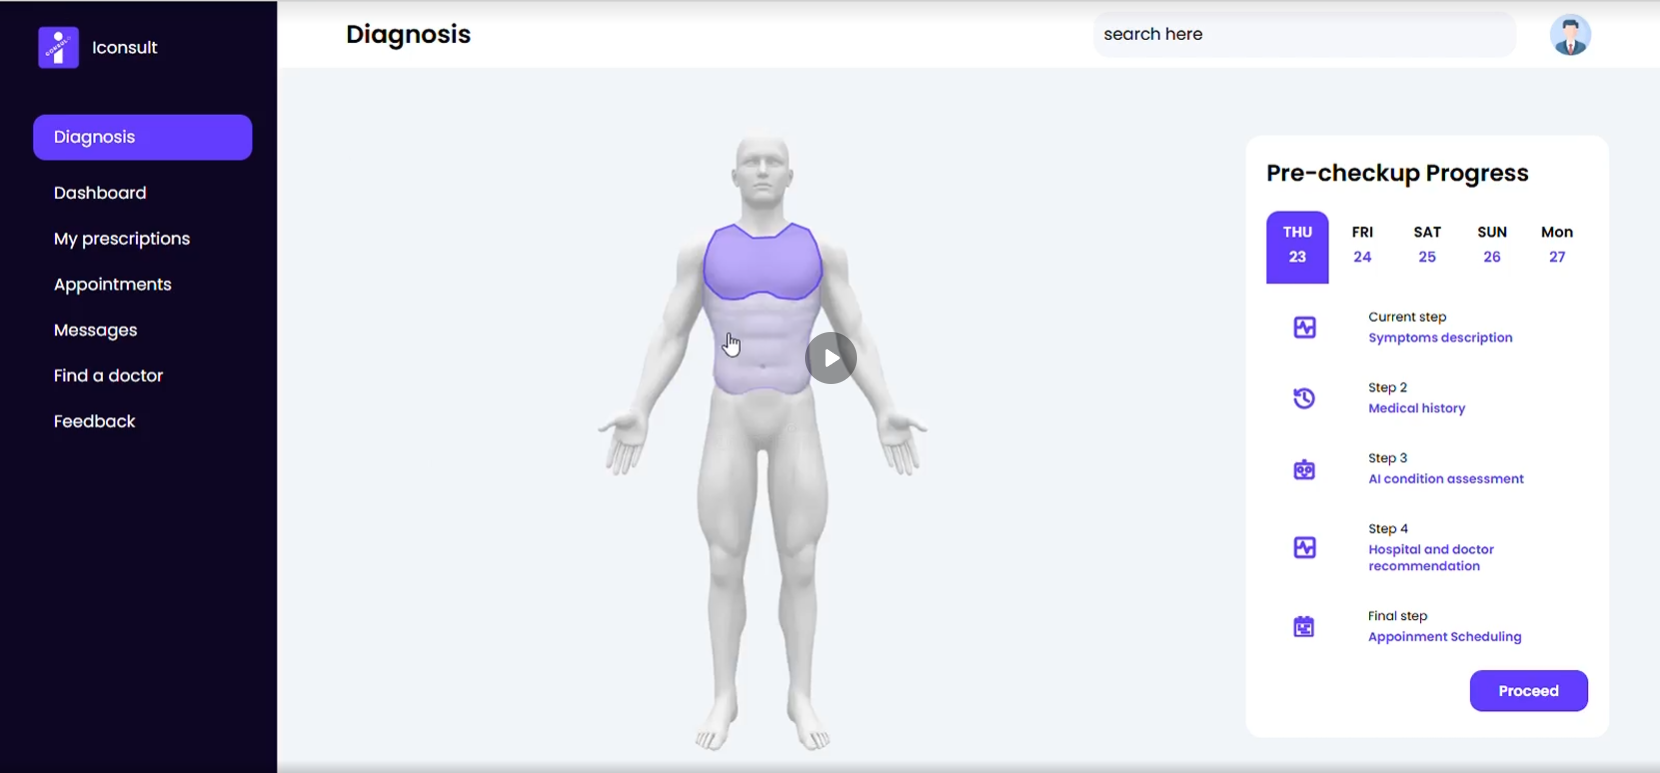 Iconsult
Diagnosis
Dashboard
My prescriptions
Appointments
Messages
Find a doctor
Feedback
Diagnosis
search here
Pre-checkup Progress
THU FRI SAT SUN Mon
23 24 25 26 27
Current step
Symptoms description
Step 2
Medical history
Step 3
AI condition assessment
Step 4
Hospital and doctor
recommendation
Final step
Appoinment Scheduling
Proceed